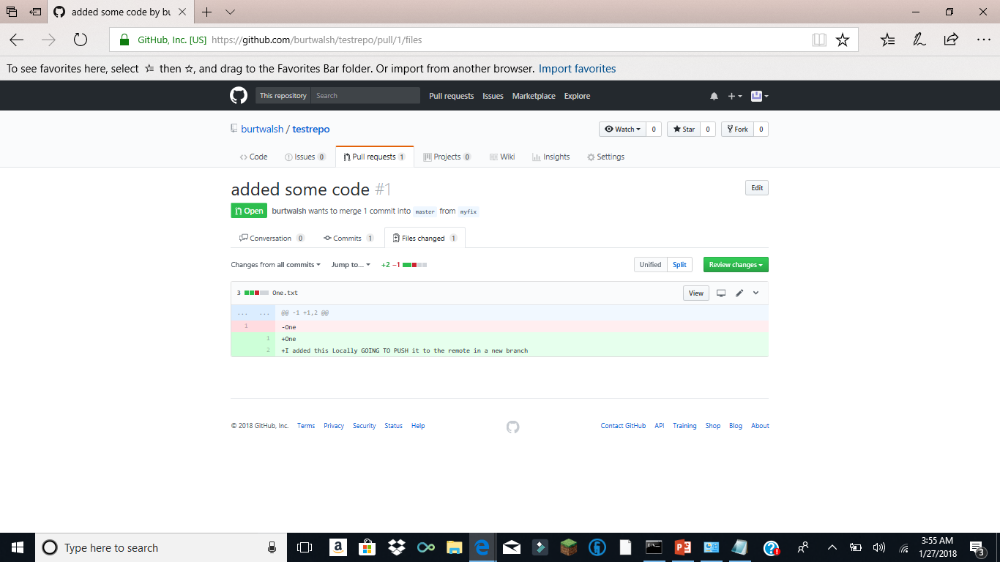 added some code by bu
GitHub, Inc. [US] https://github.com/burtwalsh/testrepo/pull/1/files
To see favorites here, select then , and drag to the Favorites Bar folder. Or import from another browser. Import favorites
This repository Search Pull requests Issues Marketplace Explore
burtwalsh / testrepo Watch 0 Star 0 Fork 0
Code Issues 0 Pull requests 1 Projects 0 Wiki Insights Settings
added some code #1 Edit
Open burtwalsh wants to merge 1 commit into master from myfix
Conversation 0 Commits 1 Files changed 1
Changes from all commits Jump to... +2 −1 Unified Split Review changes
3 One.txt View
... ... @@ -1 +1,2 @@
1 -One
1 +One
2 +I added this Locally GOING TO PUSH it to the remote in a new branch
© 2018 GitHub, Inc. Terms Privacy Security Status Help Contact GitHub API Training Shop Blog About
Type here to search
3:55 AM
1/27/2018
3